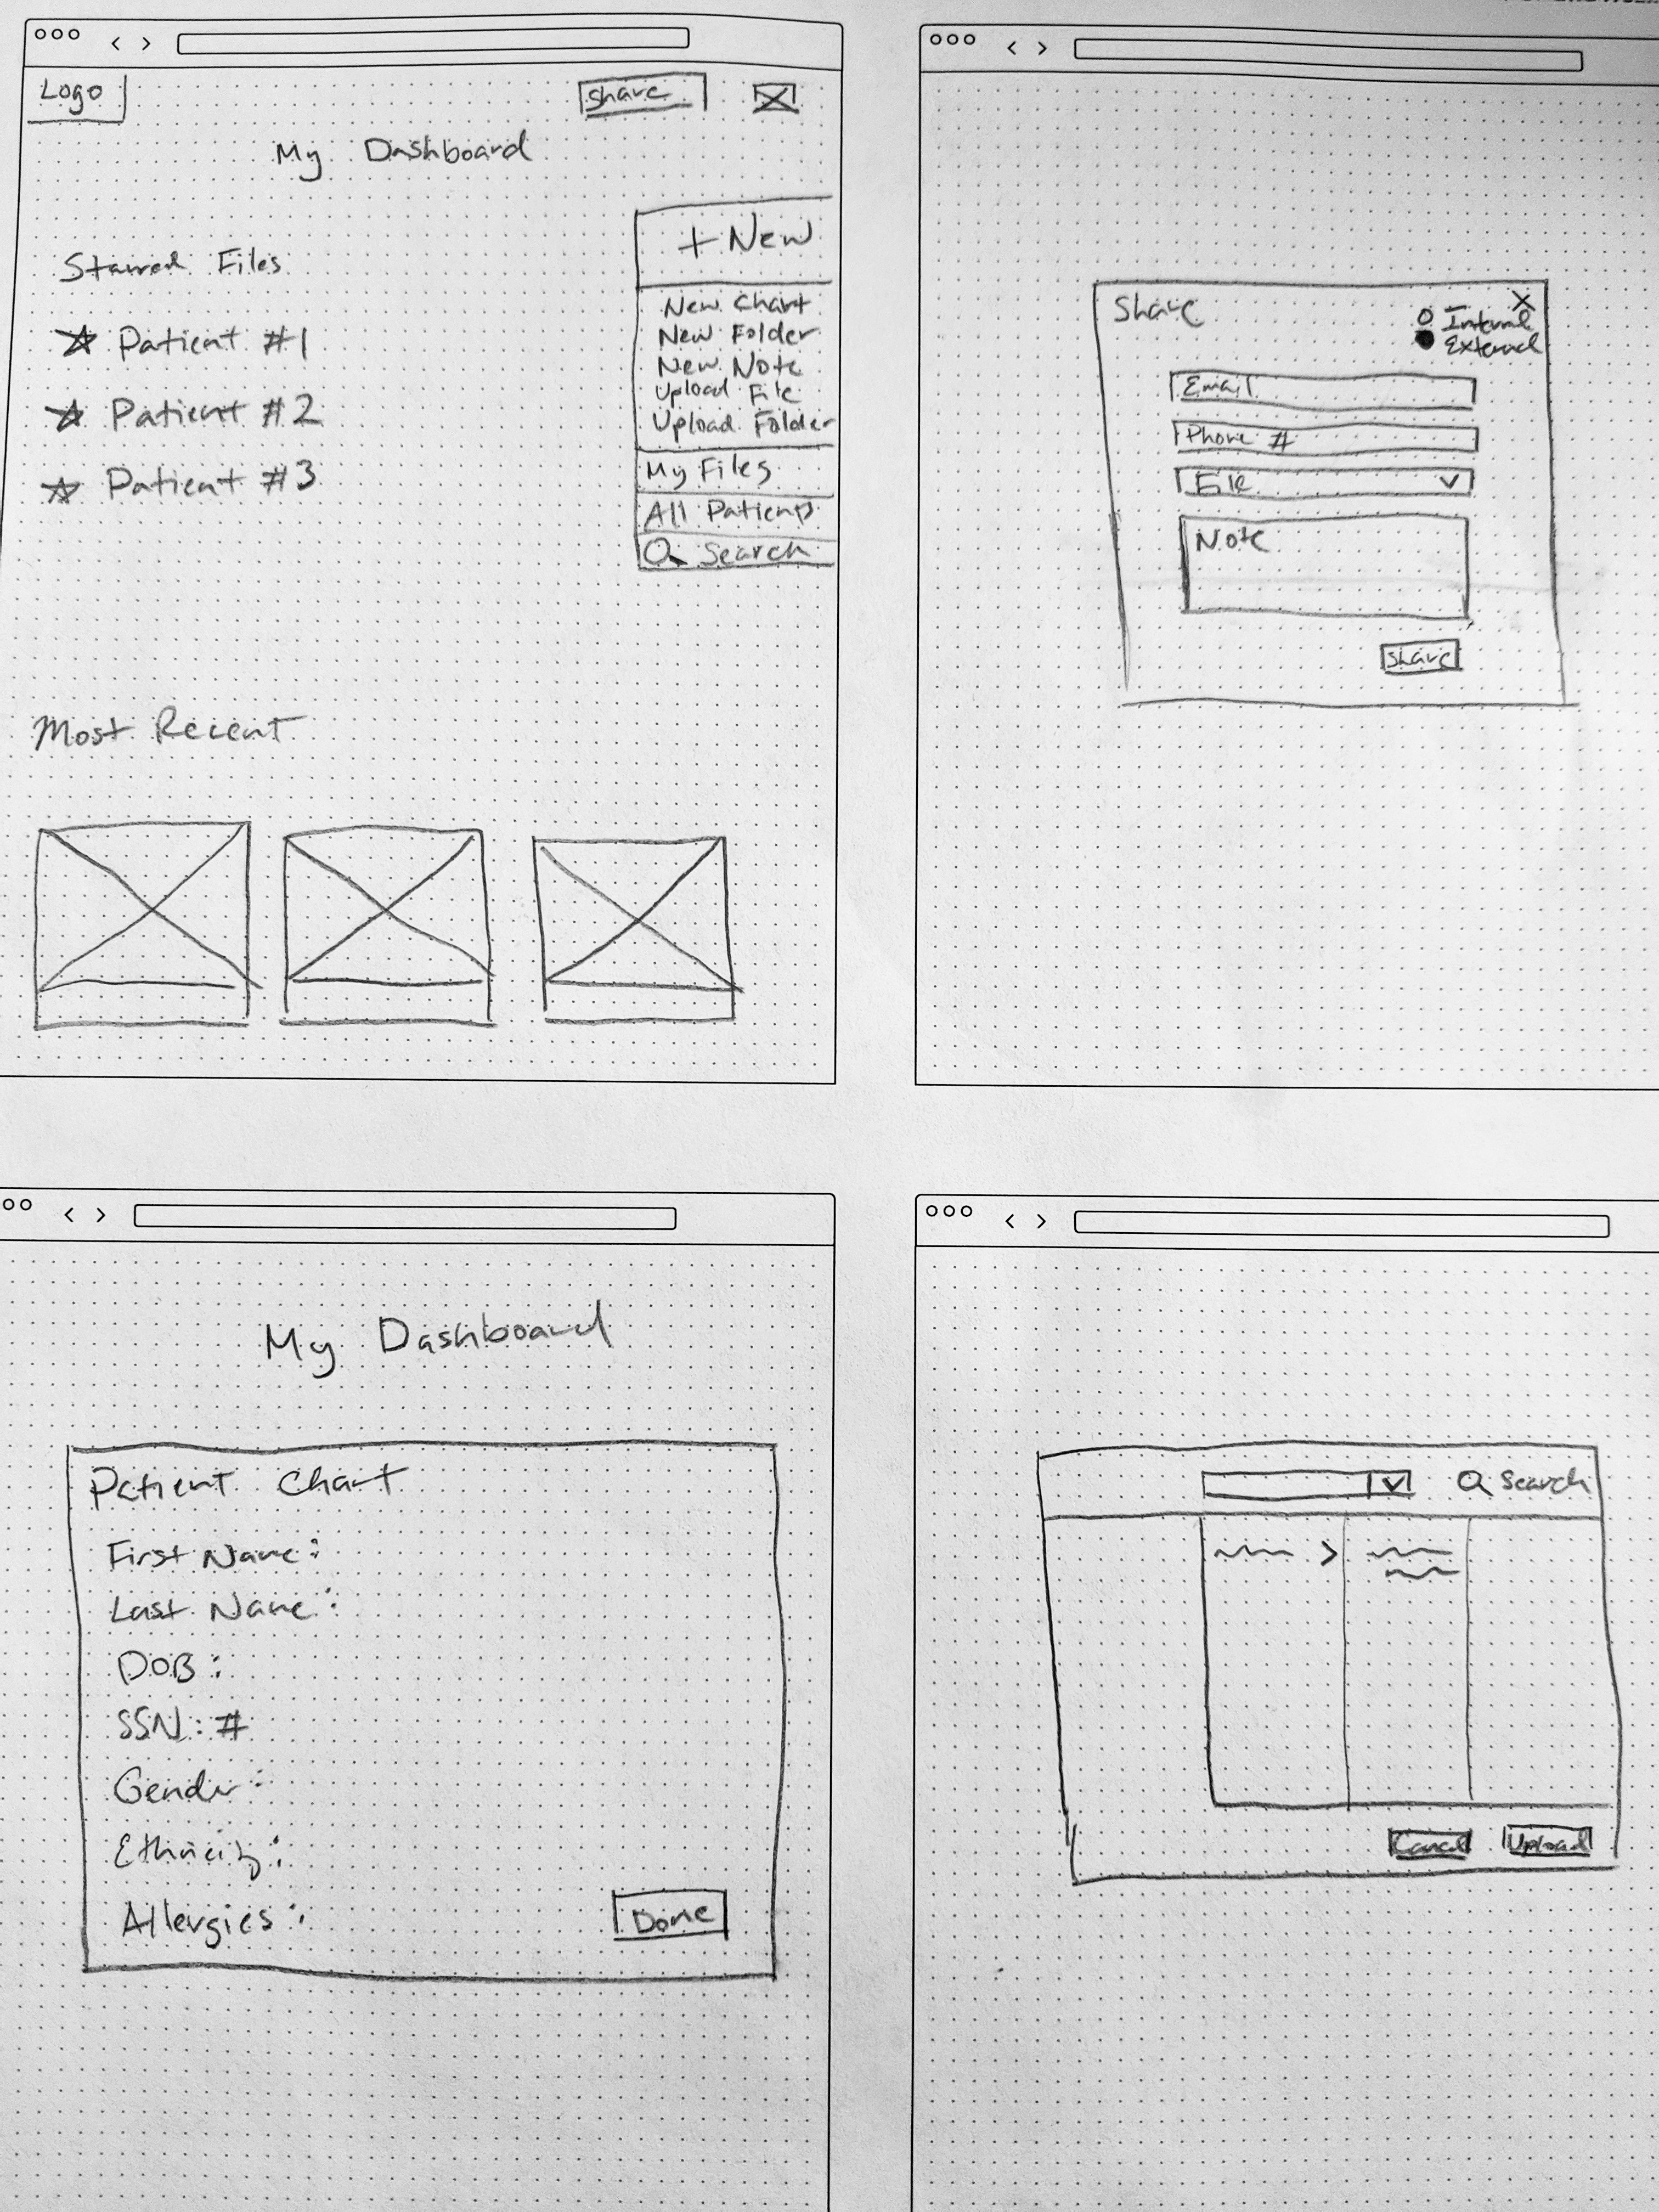 Logo
Share
My Dashboard
+ New
Starred Files
New Chart
New Folder
New Note
Upload File
Upload Folder
Patient #1
Patient #2
Patient #3
My Files
All Patients
Search
Most Recent
Share
X
Internal
External
Email
Phone #
File
Note
Share
My Dashboard
Patient Chart
First Name:
Last Name:
DOB:
SSN: #
Gender:
Ethnicity:
Allergies:
Done
Search
Cancel
Upload